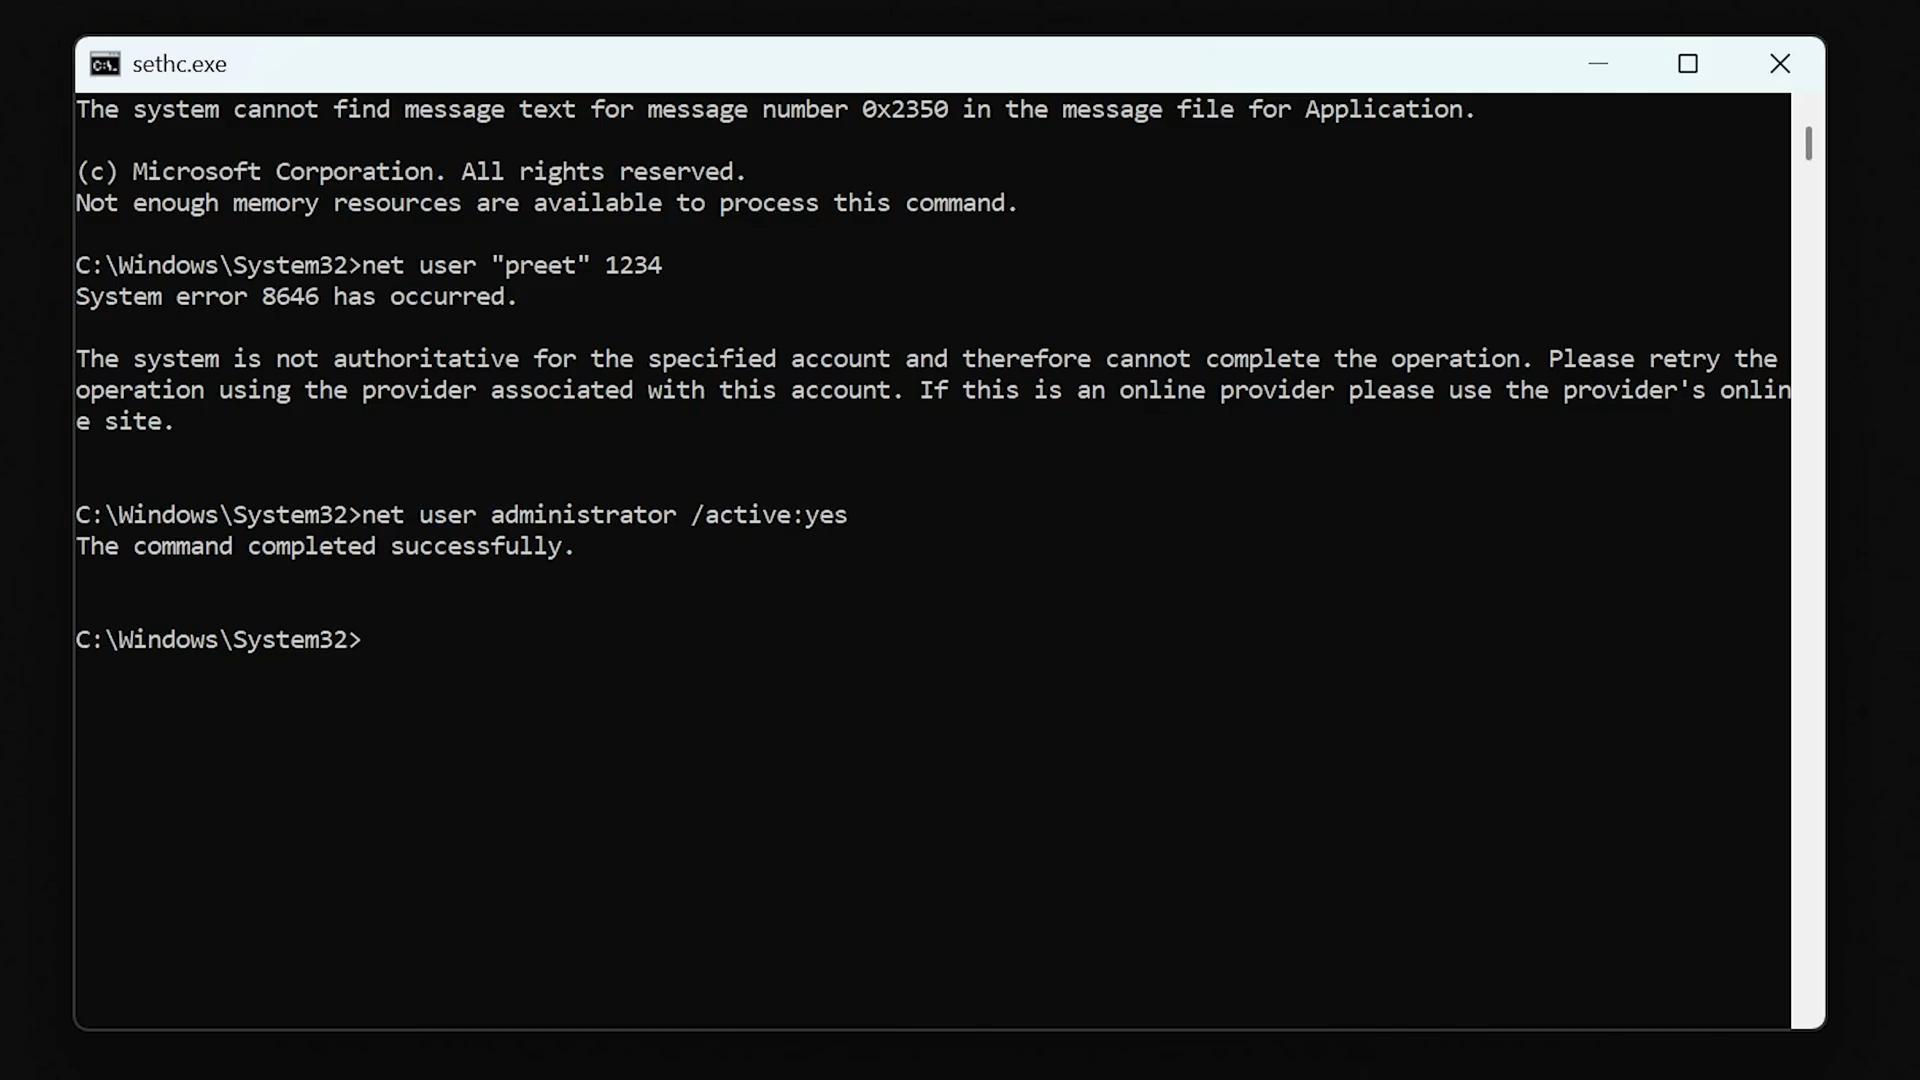 sethc.exe
The system cannot find message text for message number 0x2350 in the message file for Application.
(c) Microsoft Corporation. All rights reserved.
Not enough memory resources are available to process this command.
C:\Windows\System32>net user "preet" 1234
System error 8646 has occurred.
The system is not authoritative for the specified account and therefore cannot complete the operation. Please retry the
operation using the provider associated with this account. If this is an online provider please use the provider's onlin
e site.
C:\Windows\System32>net user administrator /active:yes
The command completed successfully.
C:\Windows\System32>